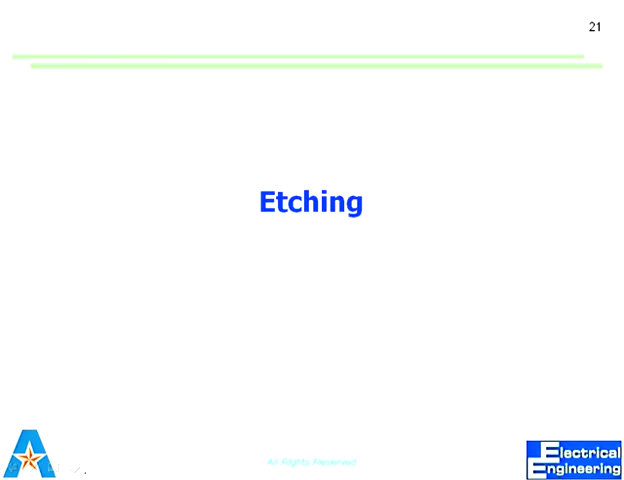 21
Etching
All Rights Reserved
Electrical
Engineering